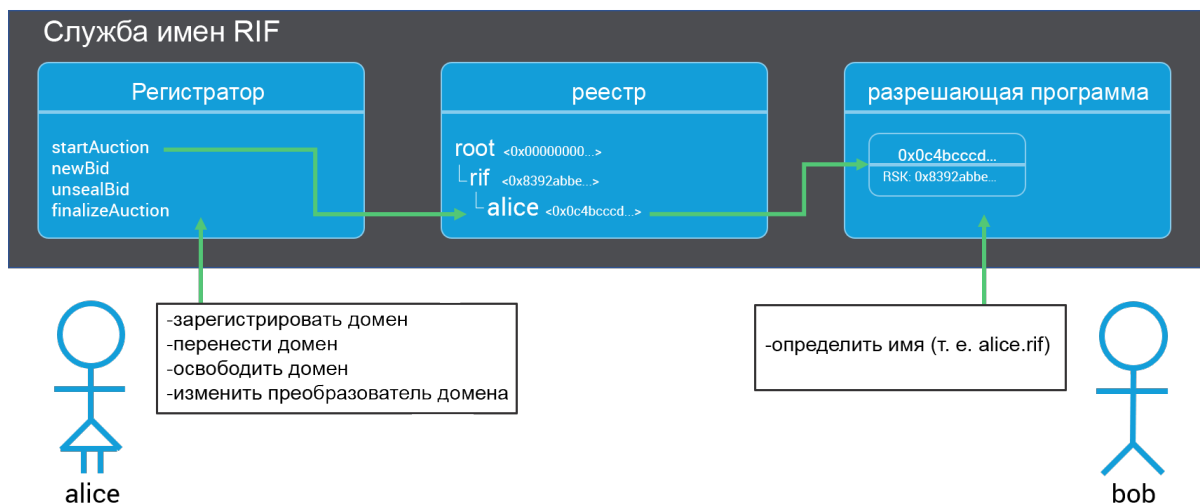 Служба имен RIF
Регистратор
startAuction
newBid
unsealBid
finalizeAuction
реестр
root <0x00000000...>
rif <0x8392abbe...>
alice <0x0c4bcccd...>
разрешающая программа
0x0c4bcccd...
RSK: 0x8392abbe...
-зарегистрировать домен
-перенести домен
-освободить домен
-изменить преобразователь домена
-определить имя (т. е. alice.rif)
alice
bob